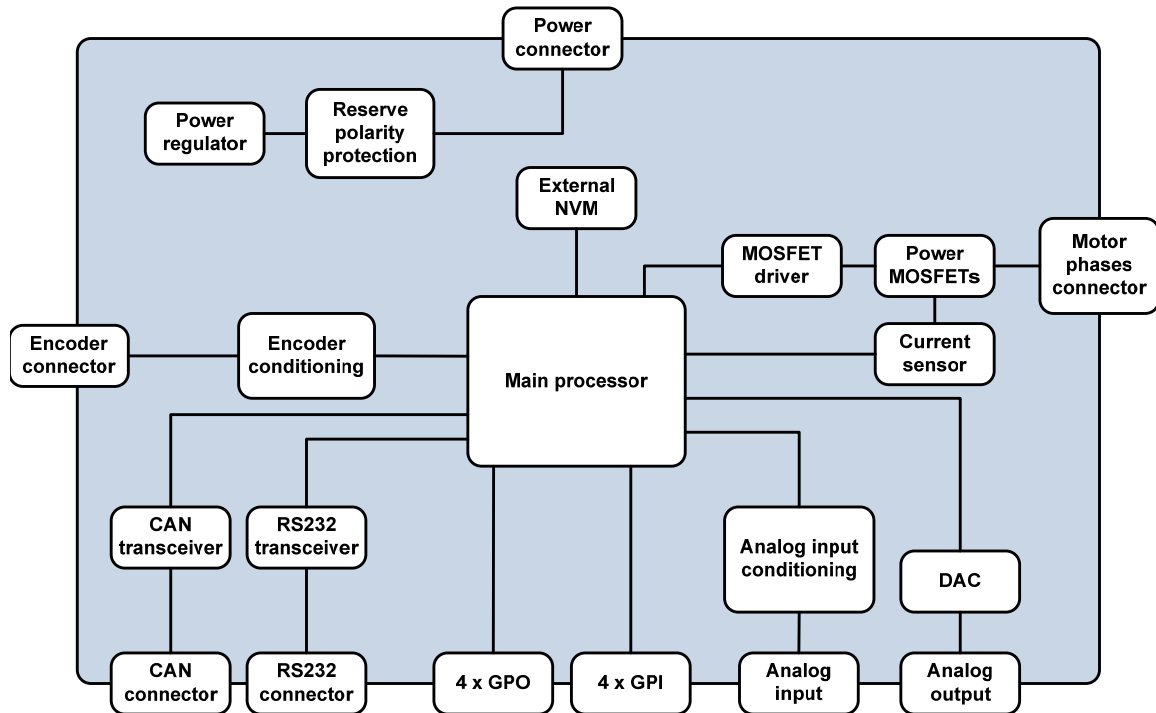 Power
connector
Power
regulator
Reserve
polarity
protection
External
NVM
MOSFET
driver
Power
MOSFETs
Motor
phases
connector
Encoder
connector
Encoder
conditioning
Main processor
Current
sensor
CAN
transceiver
RS232
transceiver
Analog input
conditioning
DAC
CAN
connector
RS232
connector
4 x GPO
4 x GPI
Analog
input
Analog
output